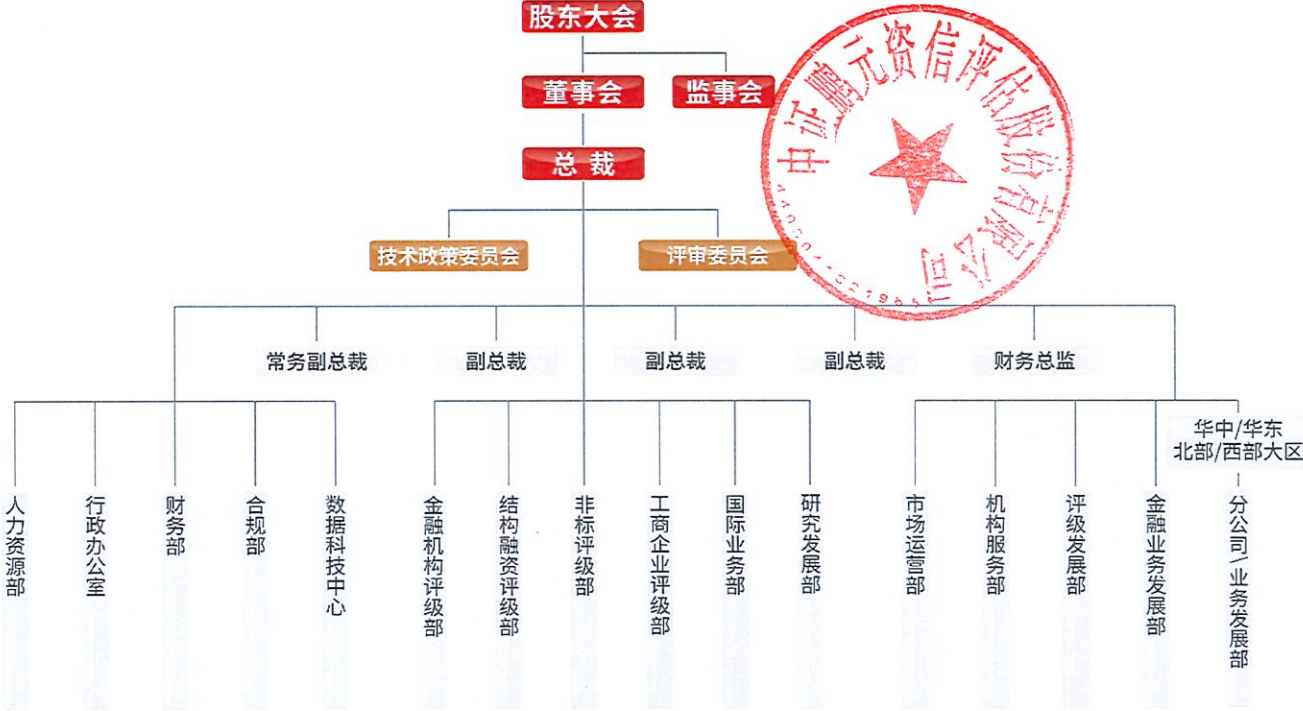 股东大会
董事会
监事会
总裁
技术政策委员会
评审委员会
中证鹏元资信评估股份有限公司
常务副总裁
副总裁
副总裁
副总裁
财务总监
华中/华东
北部/西部大区
人力资源部
行政办公室
财务部
合规部
数据科技中心
金融机构评级部
结构融资评级部
非标评级部
工商企业评级部
国际业务部
研究发展部
市场运营部
机构服务部
评级发展部
金融业务发展部
分公司/业务发展部